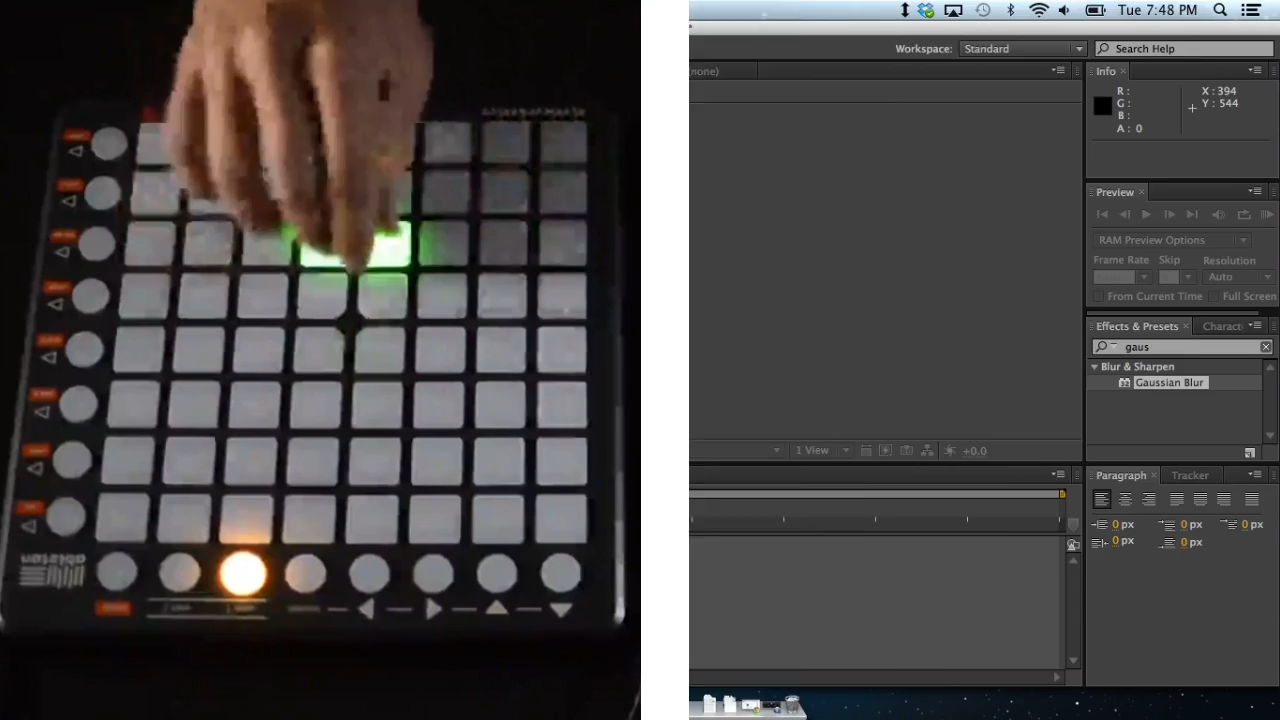 Tue 7:48 PM
Workspace: Standard
Search Help
(none)
Info
R :
G :
B :
A : 0
X : 394
Y : 544
Preview
RAM Preview Options
Frame Rate Skip Resolution
Auto
From Current Time Full Screen
Effects & Presets Charact
gaus
Blur & Sharpen
Gaussian Blur
1 View +0.0
Paragraph Tracker
0 px 0 px 0 px
0 px 0 px
ableton